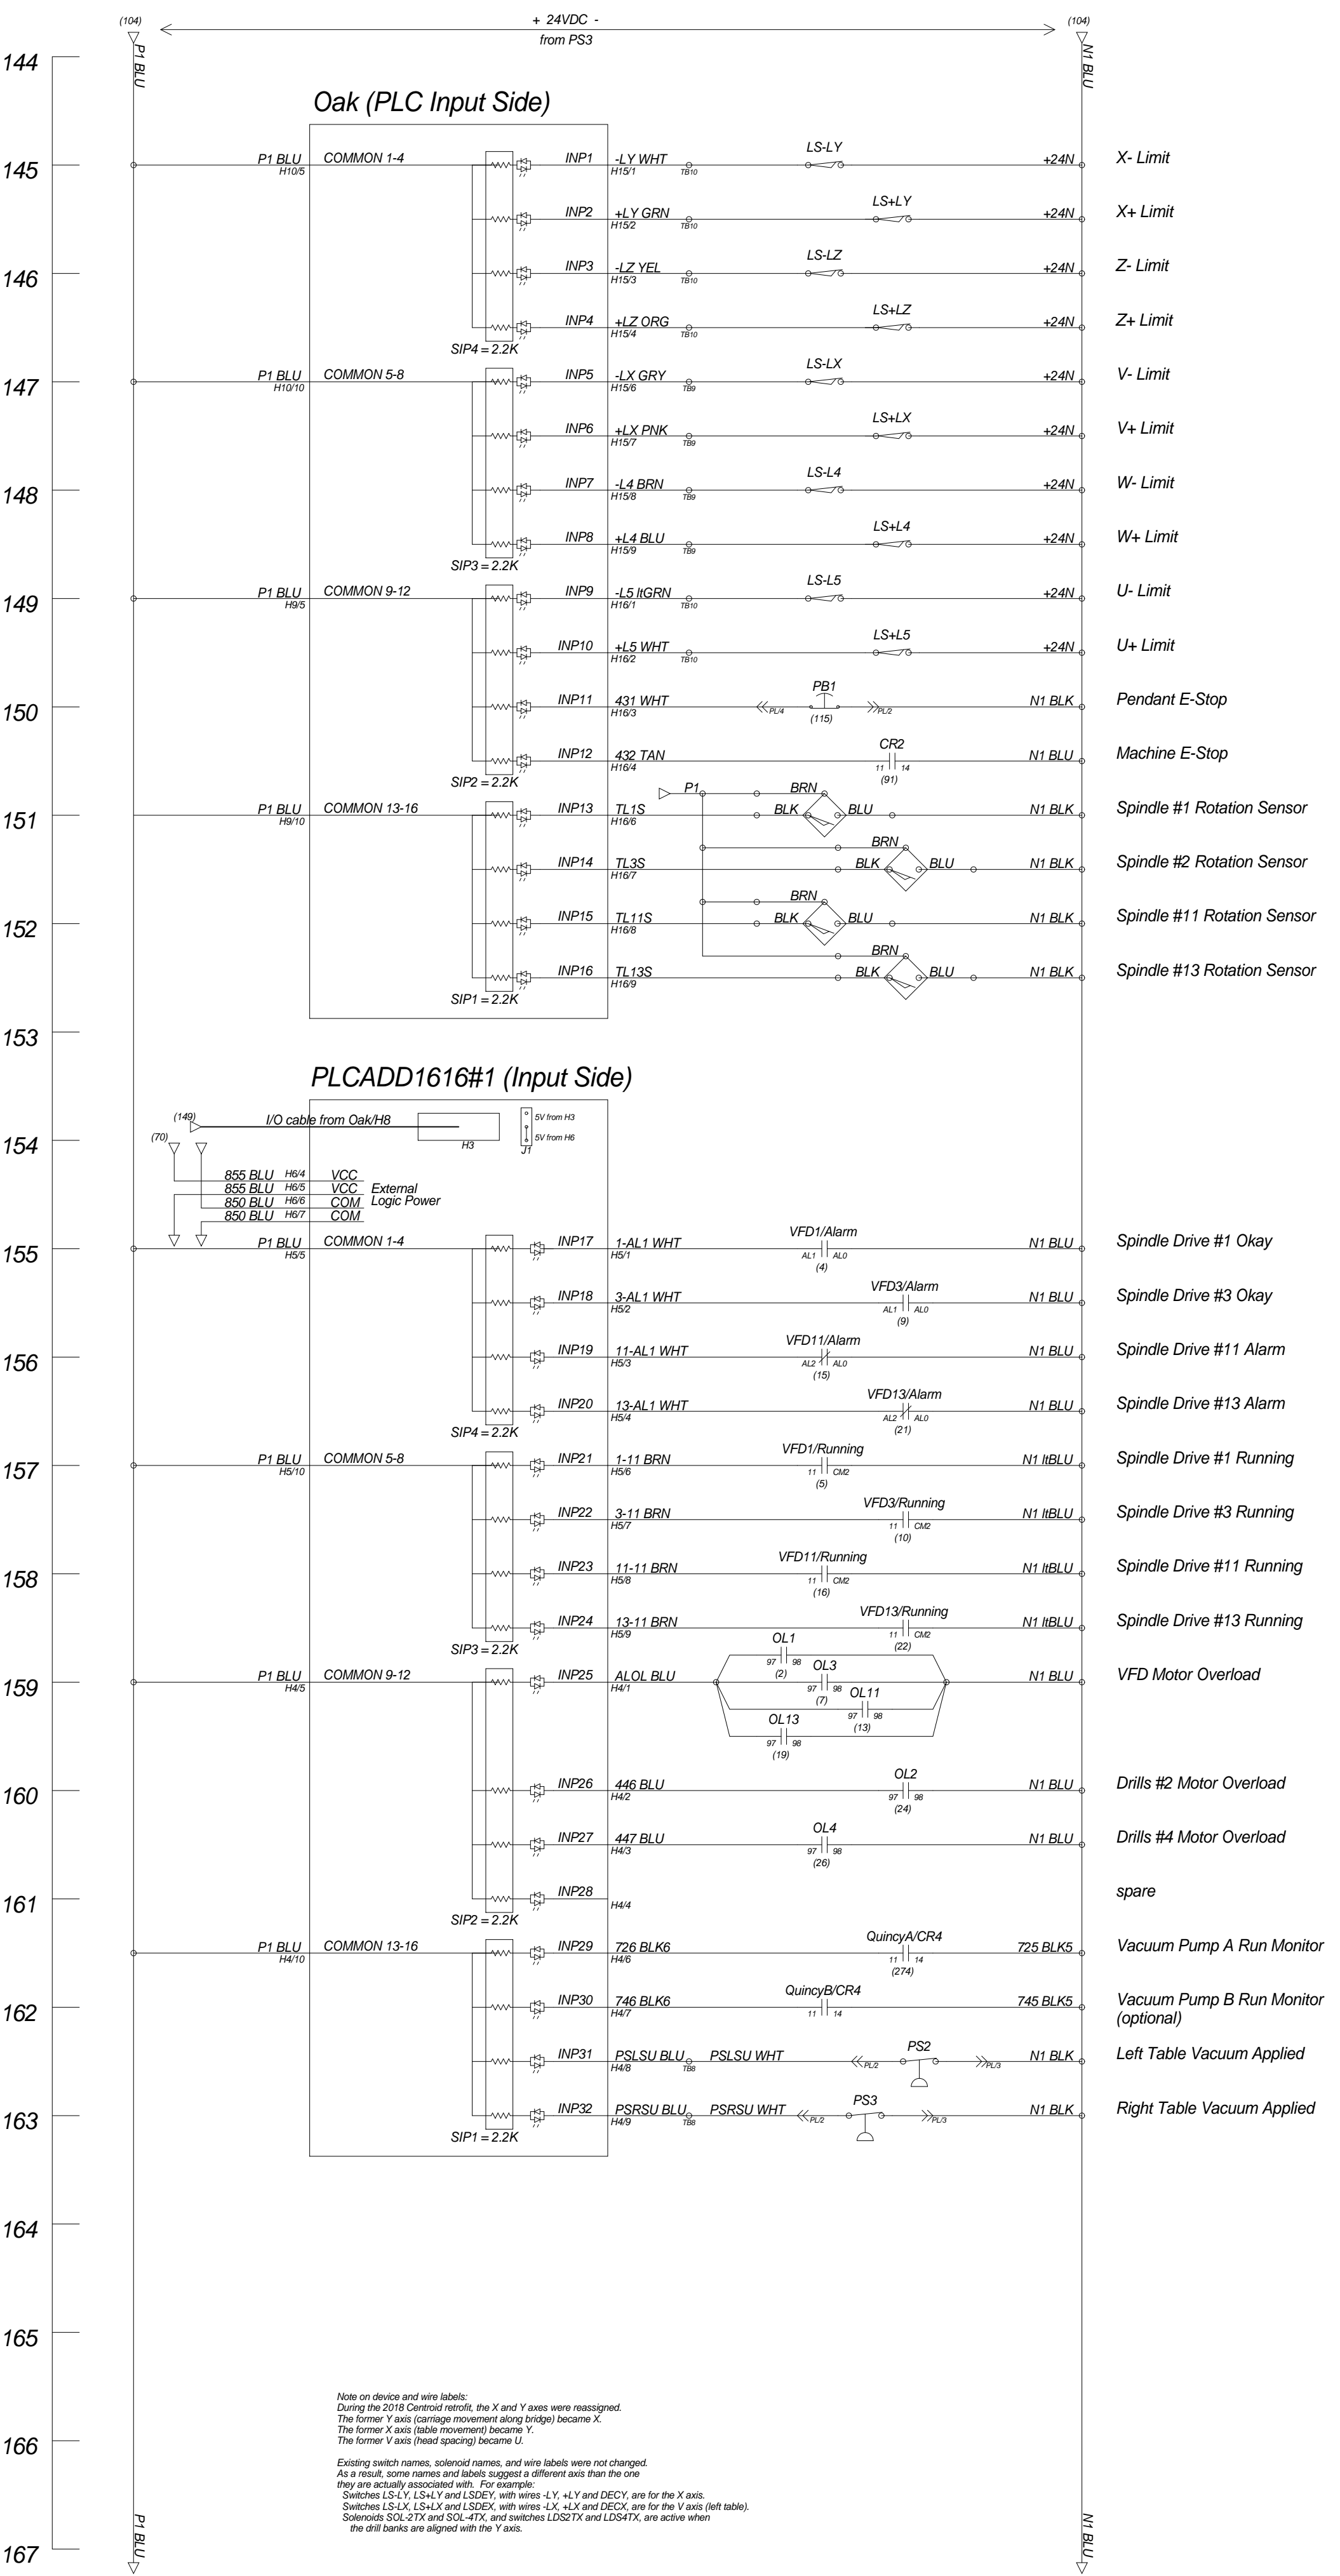 (104)
+ 24VDC -
from PS3
(104)
P1 BLU
N1 BLU
144
Oak (PLC Input Side)
145
P1 BLU H10/5 COMMON 1-4 INP1 -LY WHT H15/1 TB10 LS-LY +24N X- Limit
INP2 +LY GRN H15/2 TB10 LS+LY +24N X+ Limit
146
INP3 -LZ YEL H15/3 TB10 LS-LZ +24N Z- Limit
INP4 +LZ ORG H15/4 TB10 LS+LZ +24N Z+ Limit
SIP4 = 2.2K
147
P1 BLU H10/10 COMMON 5-8 INP5 -LX GRY H15/6 TB9 LS-LX +24N V- Limit
INP6 +LX PNK H15/7 TB9 LS+LX +24N V+ Limit
148
INP7 -L4 BRN H15/8 TB9 LS-L4 +24N W- Limit
INP8 +L4 BLU H15/9 TB9 LS+L4 +24N W+ Limit
SIP3 = 2.2K
149
P1 BLU H9/5 COMMON 9-12 INP9 -L5 ltGRN H16/1 TB10 LS-L5 +24N U- Limit
INP10 +L5 WHT H16/2 TB10 LS+L5 +24N U+ Limit
150
INP11 431 WHT H16/3 PL/4 PB1 (115) PL/2 N1 BLK Pendant E-Stop
INP12 432 TAN H16/4 CR2 11 14 (91) N1 BLU Machine E-Stop
SIP2 = 2.2K
P1 BRN
151
P1 BLU H9/10 COMMON 13-16 INP13 TL1S H16/6 BLK BLU N1 BLK Spindle #1 Rotation Sensor
BRN
INP14 TL3S H16/7 BLK BLU N1 BLK Spindle #2 Rotation Sensor
BRN
152
INP15 TL11S H16/8 BLK BLU N1 BLK Spindle #11 Rotation Sensor
BRN
INP16 TL13S H16/9 BLK BLU N1 BLK Spindle #13 Rotation Sensor
SIP1 = 2.2K
153
PLCADD1616#1 (Input Side)
154
(149) I/O cable from Oak/H8 H3 5V from H3
5V from H6
J1
(70)
855 BLU H6/4 VCC
855 BLU H6/5 VCC External
850 BLU H6/6 COM Logic Power
850 BLU H6/7 COM
155
P1 BLU H5/5 COMMON 1-4 INP17 1-AL1 WHT H5/1 VFD1/Alarm AL1 AL0 (4) N1 BLU Spindle Drive #1 Okay
INP18 3-AL1 WHT H5/2 VFD3/Alarm AL1 AL0 (9) N1 BLU Spindle Drive #3 Okay
156
INP19 11-AL1 WHT H5/3 VFD11/Alarm AL2 AL0 (15) N1 BLU Spindle Drive #11 Alarm
INP20 13-AL1 WHT H5/4 VFD13/Alarm AL2 AL0 (21) N1 BLU Spindle Drive #13 Alarm
SIP4 = 2.2K
157
P1 BLU H5/10 COMMON 5-8 INP21 1-11 BRN H5/6 VFD1/Running 11 CM2 (5) N1 ltBLU Spindle Drive #1 Running
INP22 3-11 BRN H5/7 VFD3/Running 11 CM2 (10) N1 ltBLU Spindle Drive #3 Running
158
INP23 11-11 BRN H5/8 VFD11/Running 11 CM2 (16) N1 ltBLU Spindle Drive #11 Running
INP24 13-11 BRN H5/9 VFD13/Running 11 CM2 (22) N1 ltBLU Spindle Drive #13 Running
SIP3 = 2.2K
OL1 97 98 (2)
159
P1 BLU H4/5 COMMON 9-12 INP25 ALOL BLU H4/1 OL3 97 98 (7) N1 BLU VFD Motor Overload
OL11 97 98 (13)
OL13 97 98 (19)
160
INP26 446 BLU H4/2 OL2 97 98 (24) N1 BLU Drills #2 Motor Overload
INP27 447 BLU H4/3 OL4 97 98 (26) N1 BLU Drills #4 Motor Overload
161
INP28 H4/4 spare
SIP2 = 2.2K
P1 BLU H4/10 COMMON 13-16 INP29 726 BLK6 H4/6 QuincyA/CR4 11 14 (274) 725 BLK5 Vacuum Pump A Run Monitor
162
INP30 746 BLK6 H4/7 QuincyB/CR4 11 14 745 BLK5 Vacuum Pump B Run Monitor
(optional)
INP31 PSLSU BLU H4/8 TB8 PSLSU WHT PL/2 PS2 PL/3 N1 BLK Left Table Vacuum Applied
163
INP32 PSRSU BLU H4/9 TB8 PSRSU WHT PL/2 PS3 PL/3 N1 BLK Right Table Vacuum Applied
SIP1 = 2.2K
164
165
Note on device and wire labels:
During the 2018 Centroid retrofit, the X and Y axes were reassigned.
The former Y axis (carriage movement along bridge) became X.
The former X axis (table movement) became Y.
The former V axis (head spacing) became U.
166
Existing switch names, solenoid names, and wire labels were not changed.
As a result, some names and labels suggest a different axis than the one
they are actually associated with. For example:
Switches LS-LY, LS+LY and LSDEY, with wires -LY, +LY and DECY, are for the X axis.
Switches LS-LX, LS+LX and LSDEX, with wires -LX, +LX and DECX, are for the V axis (left table).
Solenoids SOL-2TX and SOL-4TX, and switches LDS2TX and LDS4TX, are active when
the drill banks are aligned with the Y axis.
167
P1 BLU
N1 BLU